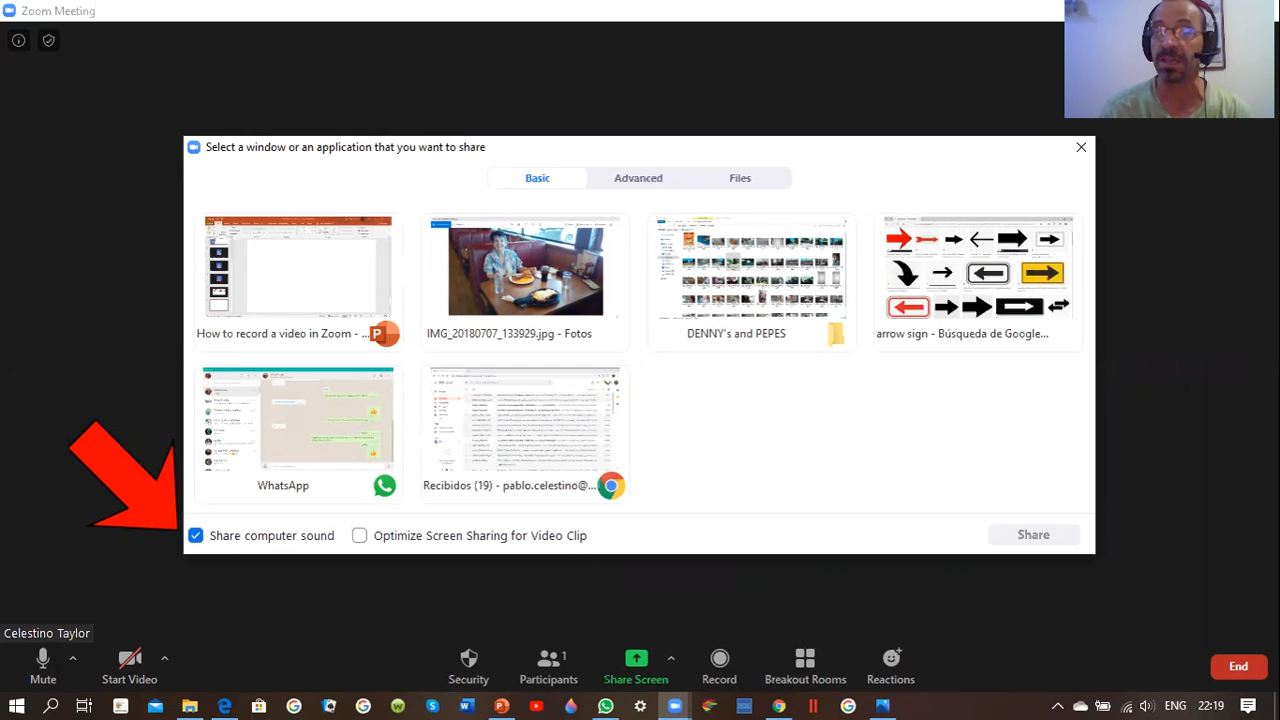 Zoom Meeting
Select a window or an application that you want to share
Basic
Advanced
Files
How to record a video in Zoom - ...
IMG_20180707_133929.jpg - Fotos
DENNY's and PEPES
arrow sign - Búsqueda de Google...
WhatsApp
Recibidos (19) - pablo.celestino@...
Share computer sound
Optimize Screen Sharing for Video Clip
Share
Celestino Taylor
Mute
Start Video
Security
1
Participants
Share Screen
Record
Breakout Rooms
Reactions
End
ENG
22:19